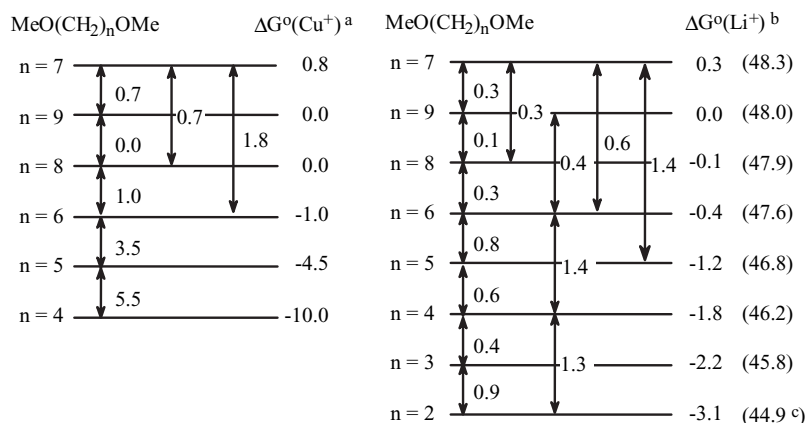 MeO(CH2)nOMe ΔGo(Cu+) a
n = 7 0.8
0.7
n = 9 0.7 0.0
0.0 1.8
n = 8 0.0
1.0
n = 6 -1.0
3.5
n = 5 -4.5
5.5
n = 4 -10.0
MeO(CH2)nOMe ΔGo(Li+) b
n = 7 0.3 (48.3)
0.3
n = 9 0.3 0.0 (48.0)
0.1 0.6
n = 8 0.4 1.4 -0.1 (47.9)
0.3
n = 6 -0.4 (47.6)
0.8
n = 5 1.4 -1.2 (46.8)
0.6
n = 4 -1.8 (46.2)
0.4
n = 3 1.3 -2.2 (45.8)
0.9
n = 2 -3.1 (44.9 c)